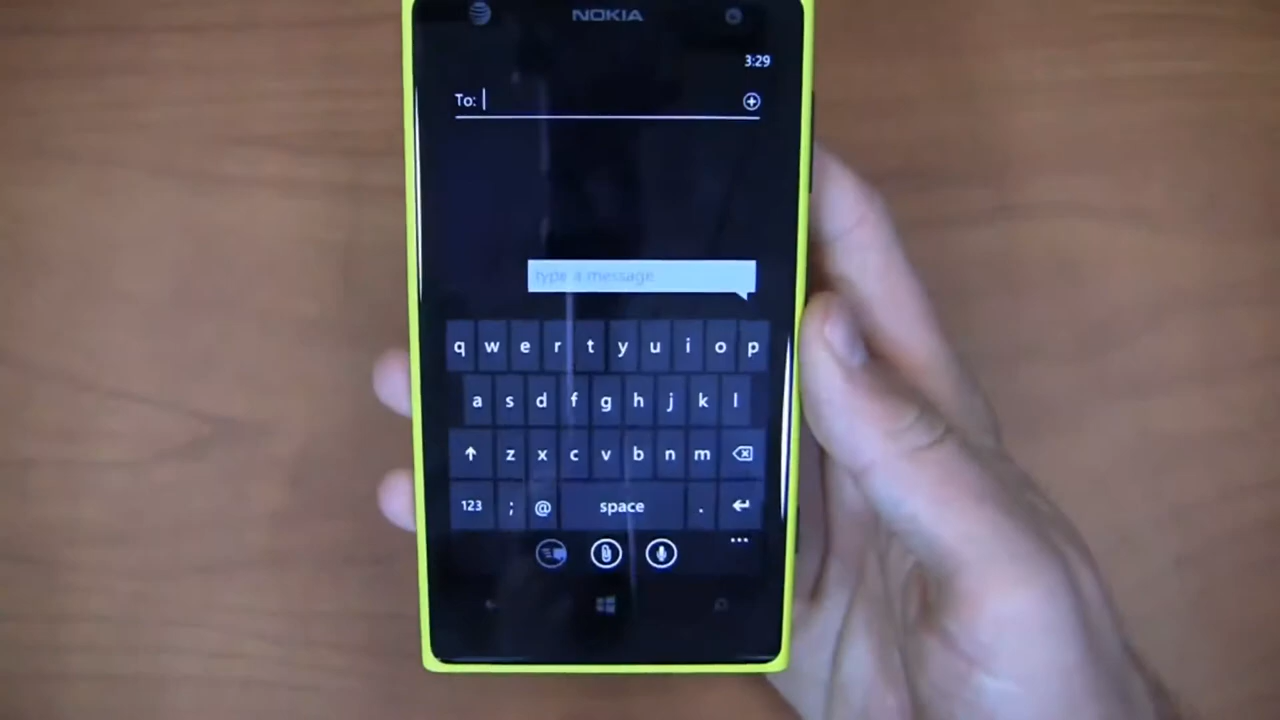 NOKIA
3:29
To:
type a message
q w e r t y u i o p
a s d f g h j k l
z x c v b n m
123 ; @ space .